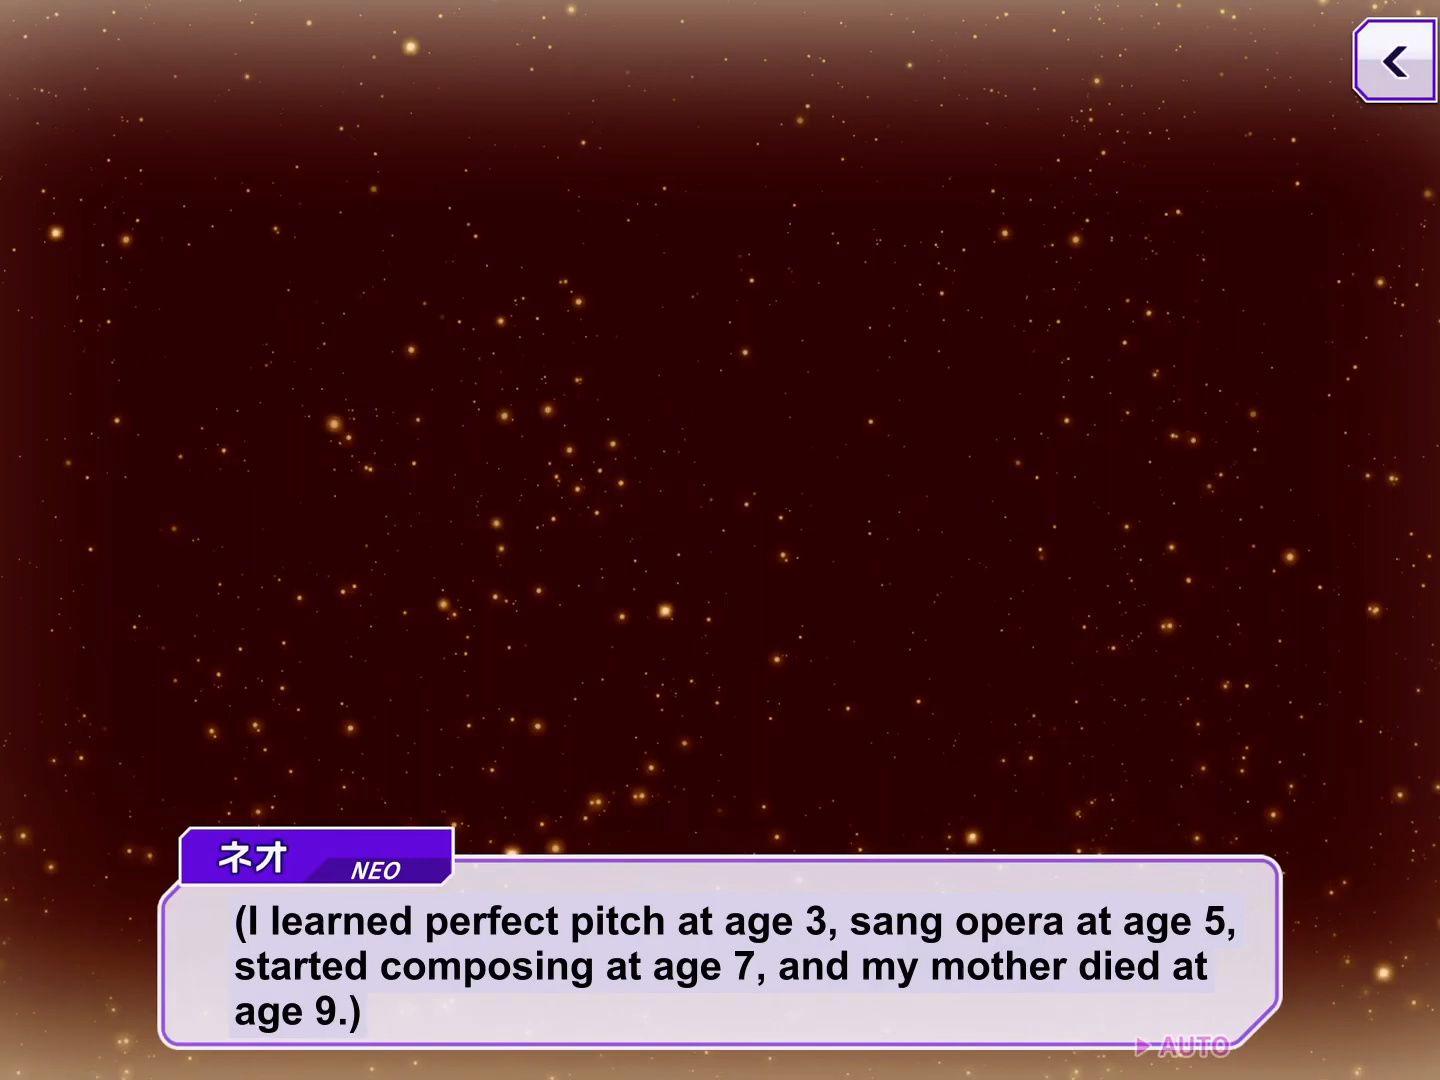 ネオ
NEO
(I learned perfect pitch at age 3, sang opera at age 5,
started composing at age 7, and my mother died at
age 9.)
AUTO